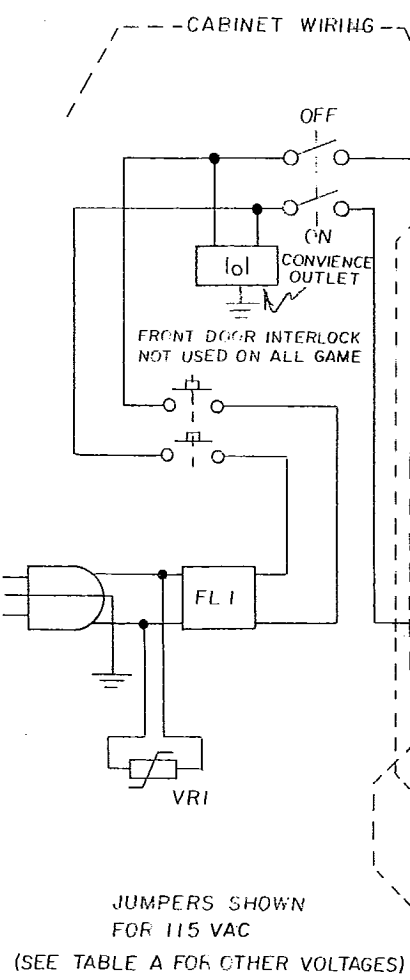 CABINET WIRING
OFF
ON
CONVIENCE
OUTLET
FRONT DOOR INTERLOCK
NOT USED ON ALL GAME
FL 1
VR1
JUMPERS SHOWN
FOR 115 VAC
(SEE TABLE A FOR OTHER VOLTAGES)